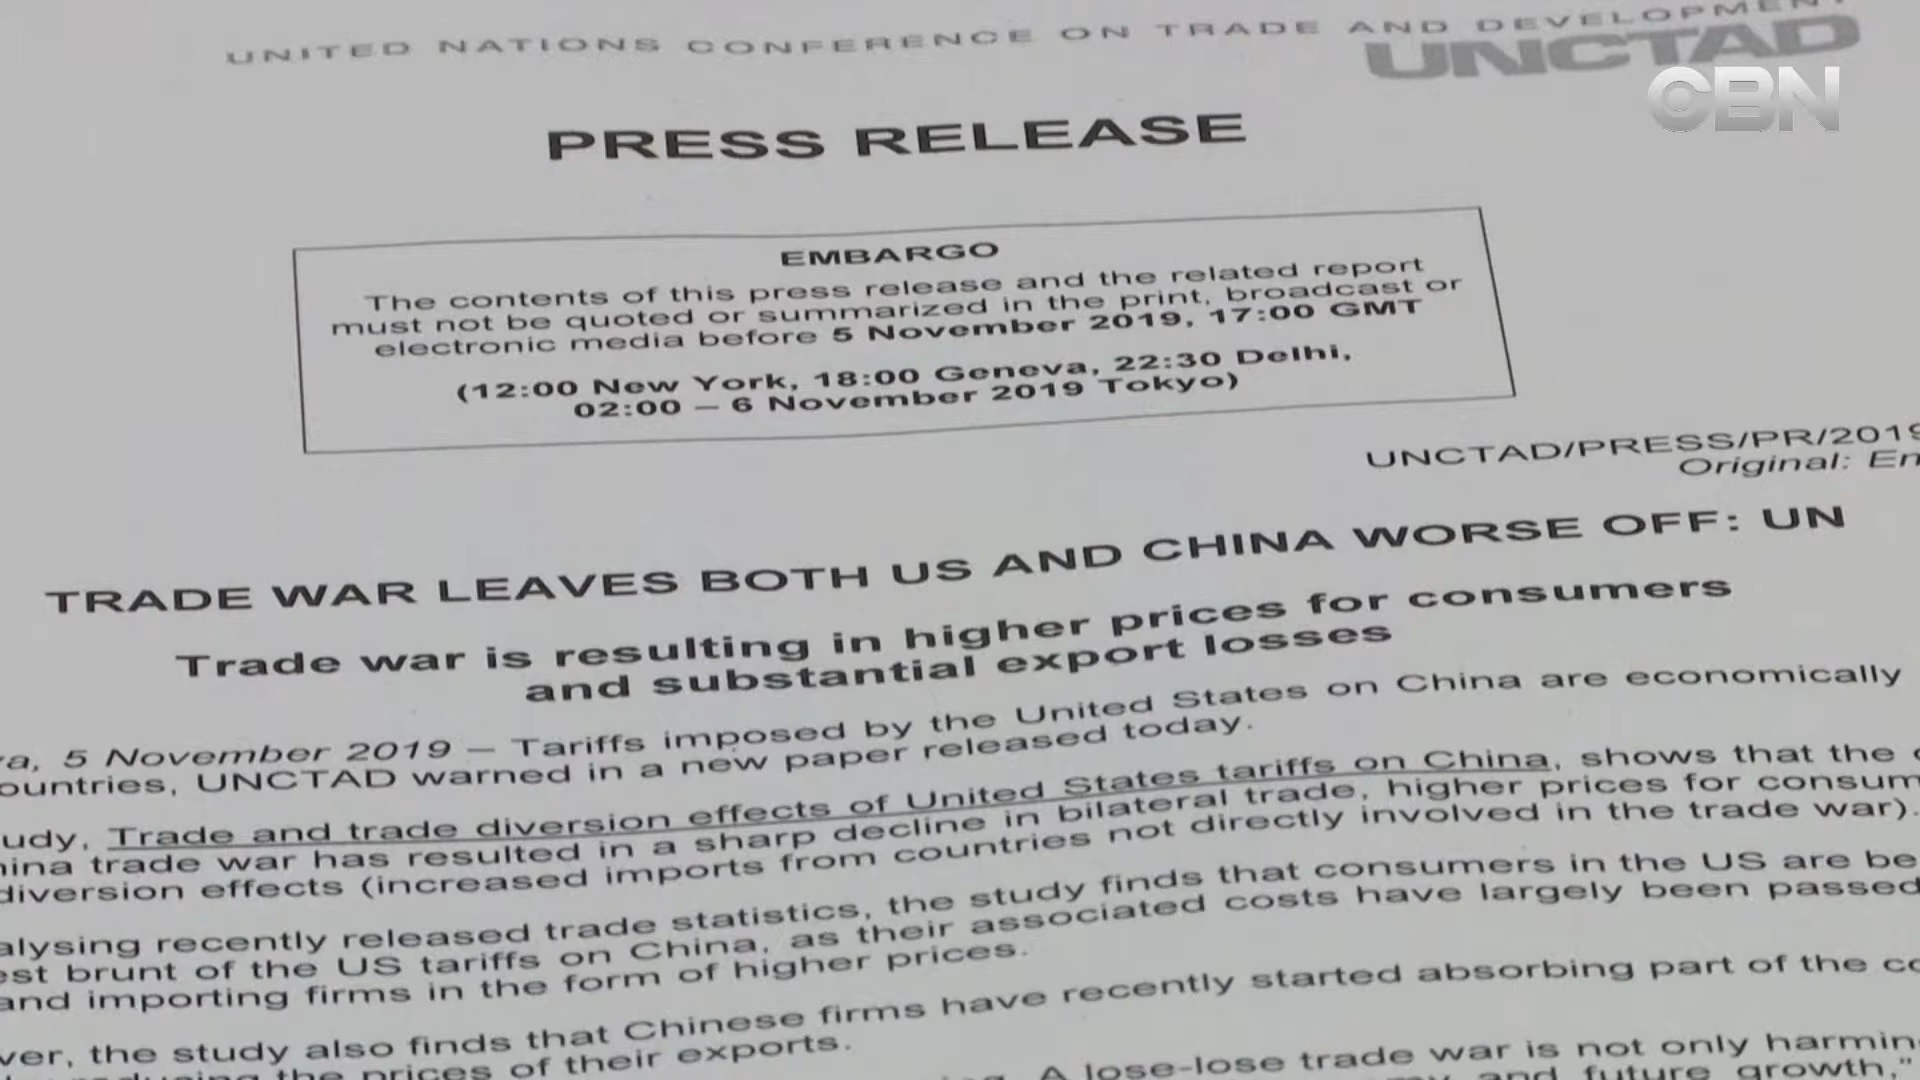 UNITED NATIONS CONFERENCE ON TRADE AND DEVELOPMENT
UNCTAD
CBN
PRESS RELEASE
EMBARGO
The contents of this press release and the related report
must not be quoted or summarized in the print, broadcast or
electronic media before 5 November 2019, 17:00 GMT
(12:00 New York, 18:00 Geneva, 22:30 Delhi,
02:00 – 6 November 2019 Tokyo)
UNCTAD/PRESS/PR/2019
Original: En
TRADE WAR LEAVES BOTH US AND CHINA WORSE OFF: UN
Trade war is resulting in higher prices for consumers
and substantial export losses
va, 5 November 2019 – Tariffs imposed by the United States on China are economically
ountries, UNCTAD warned in a new paper released today.
udy, Trade and trade diversion effects of United States tariffs on China, shows that the
hina trade war has resulted in a sharp decline in bilateral trade, higher prices for consum
diversion effects (increased imports from countries not directly involved in the trade war).
alysing recently released trade statistics, the study finds that consumers in the US are be
est brunt of the US tariffs on China, as their associated costs have largely been passed
and importing firms in the form of higher prices.
ver, the study also finds that Chinese firms have recently started absorbing part of the co
the prices of their exports.
A lose-lose trade war is not only harmin
and future growth,"